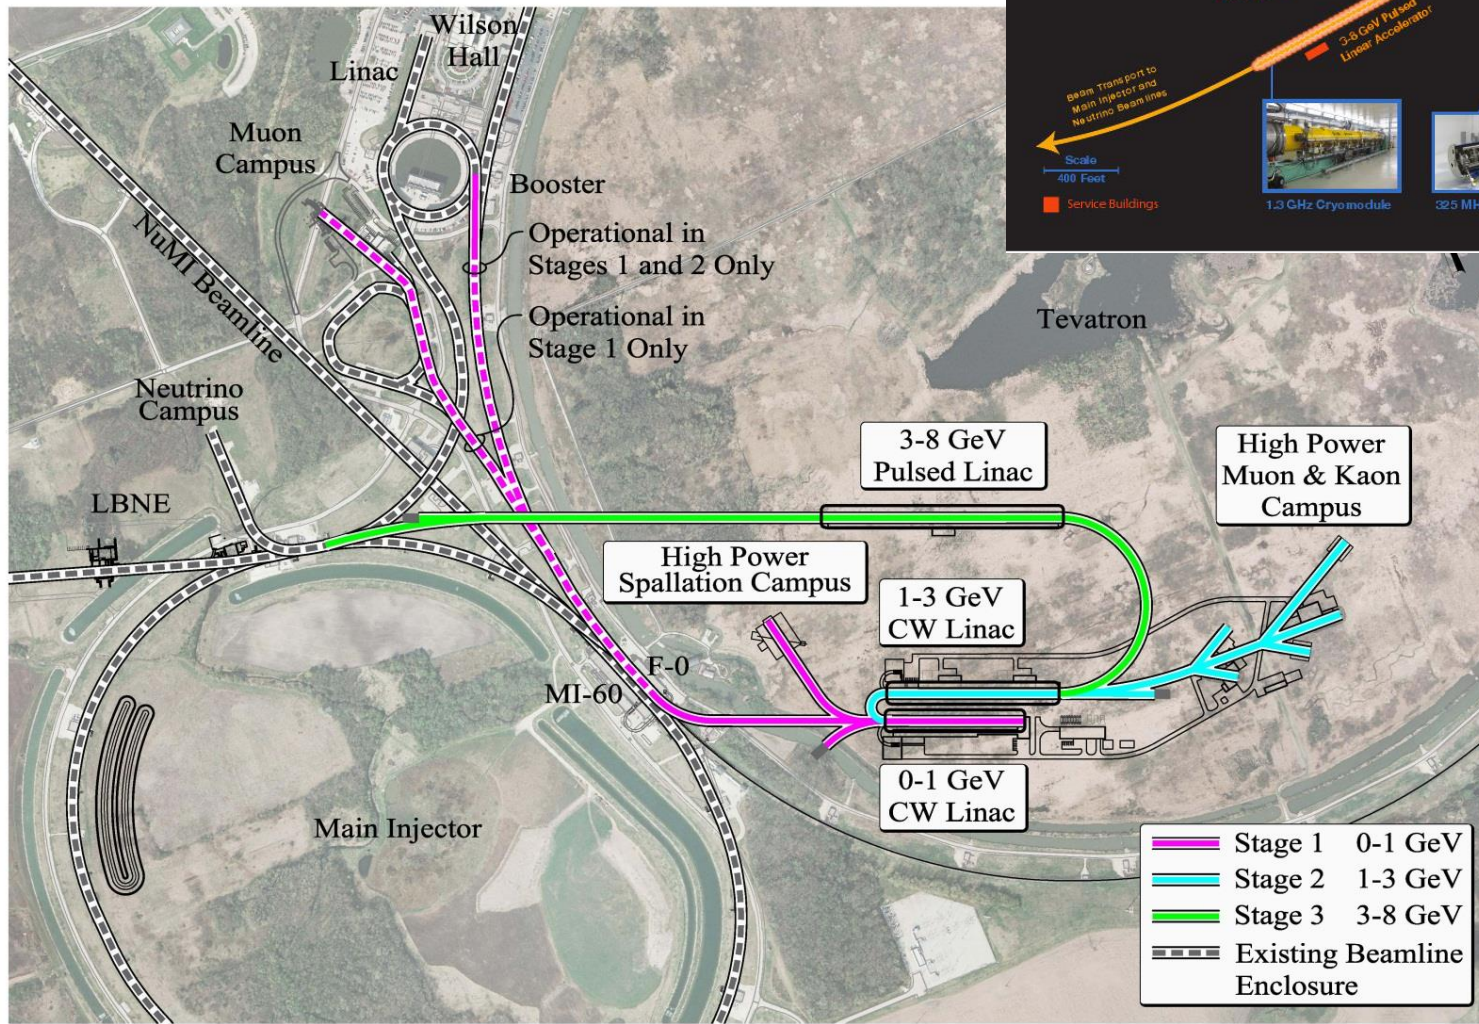 Wilson
Hall
Linac
Muon
Campus
Booster
Operational in
Stages 1 and 2 Only
NuMI Beamline
Operational in
Stage 1 Only
Neutrino
Campus
LBNE
Tevatron
3-8 GeV Pulsed
Linear Accelerator
Beam Transport to
Main Injector and
Neutrino Beamlines
Scale
400 Feet
Service Buildings
1.3 GHz Cryomodule
325 MH
3-8 GeV
Pulsed Linac
High Power
Muon & Kaon
Campus
High Power
Spallation Campus
1-3 GeV
CW Linac
F-0
MI-60
0-1 GeV
CW Linac
Main Injector
Stage 1 0-1 GeV
Stage 2 1-3 GeV
Stage 3 3-8 GeV
Existing Beamline
Enclosure